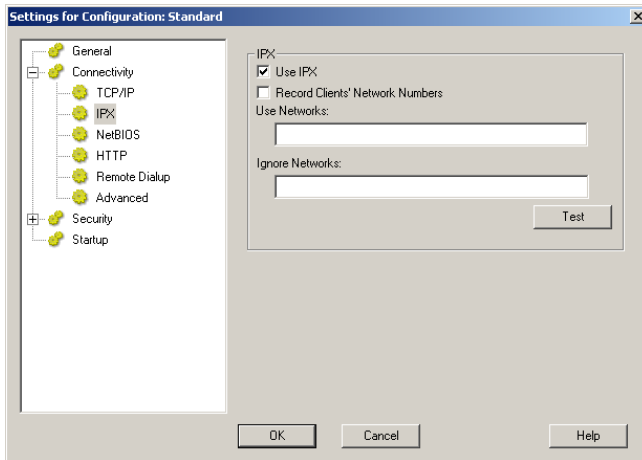 Settings for Configuration: Standard
General
Connectivity
TCP/IP
IPX
NetBIOS
HTTP
Remote Dialup
Advanced
Security
Startup
IPX
Use IPX
Record Clients' Network Numbers
Use Networks:
Ignore Networks:
Test
OK
Cancel
Help